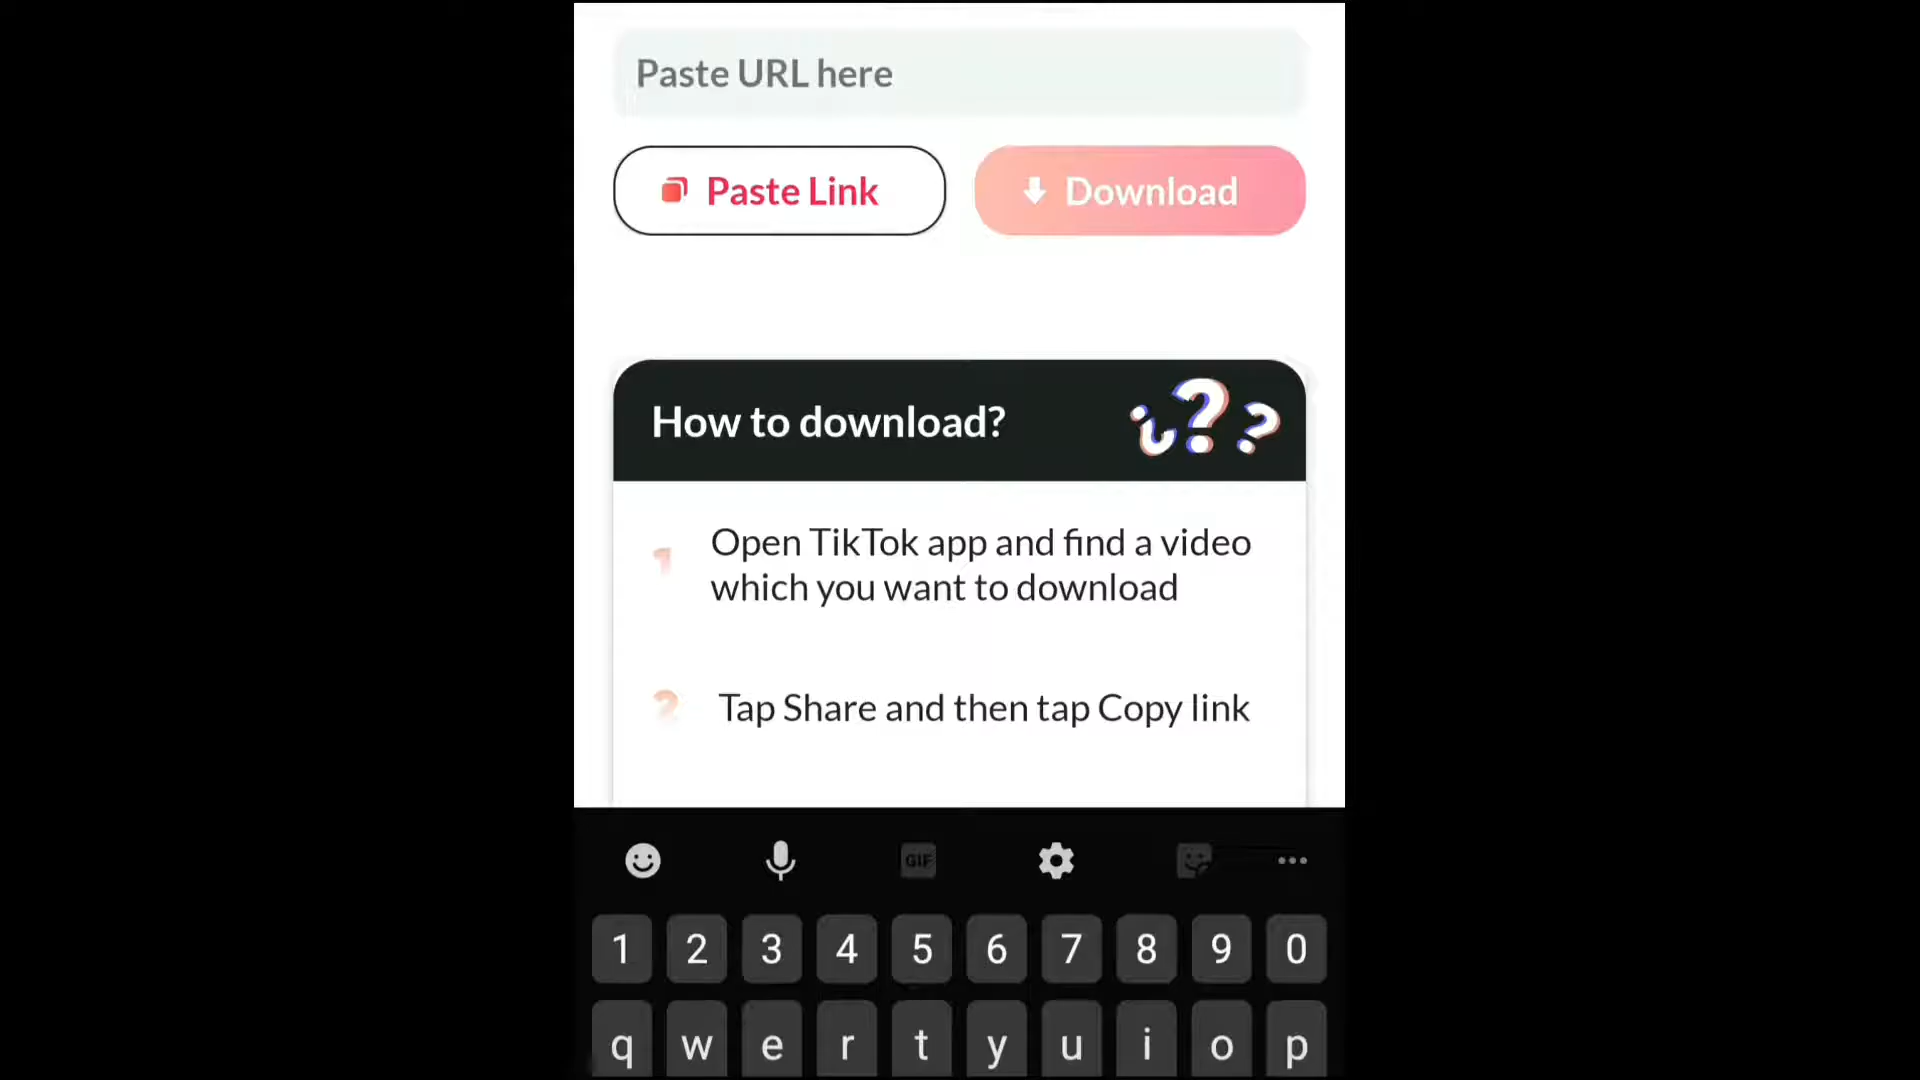 Paste URL here
Paste Link
Download
How to download?
¿??
1 Open TikTok app and find a video
which you want to download
2 Tap Share and then tap Copy link
GIF
1 2 3 4 5 6 7 8 9 0
q w e r t y u i o p